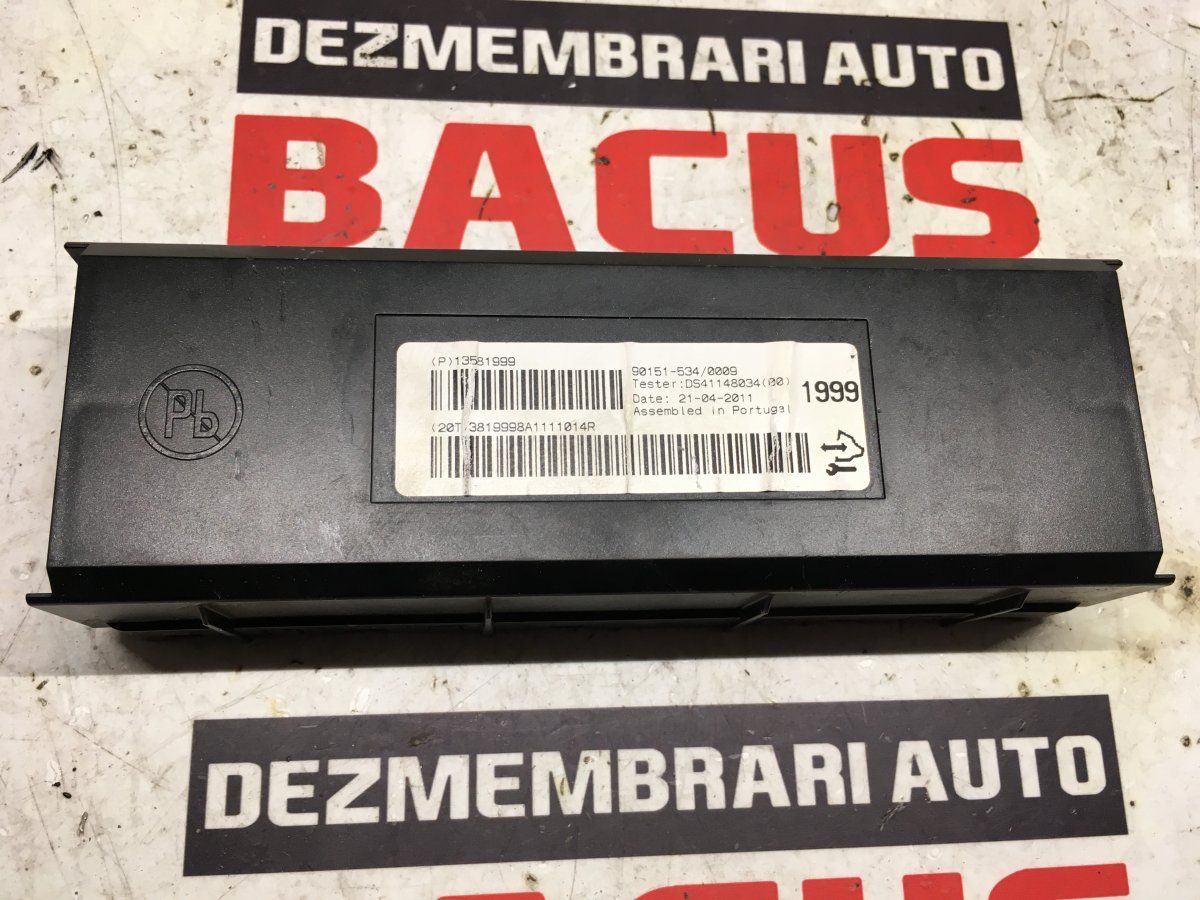 DEZMEMBRARI AUTO
BACUS
Pb
(P)13581999
90151-534/0009
Tester:DS41148034(00)
Date: 21-04-2011
Assembled in Portugal
1999
(20T)3819998A1111014R
DEZMEMBRARI AUTO
BACUS